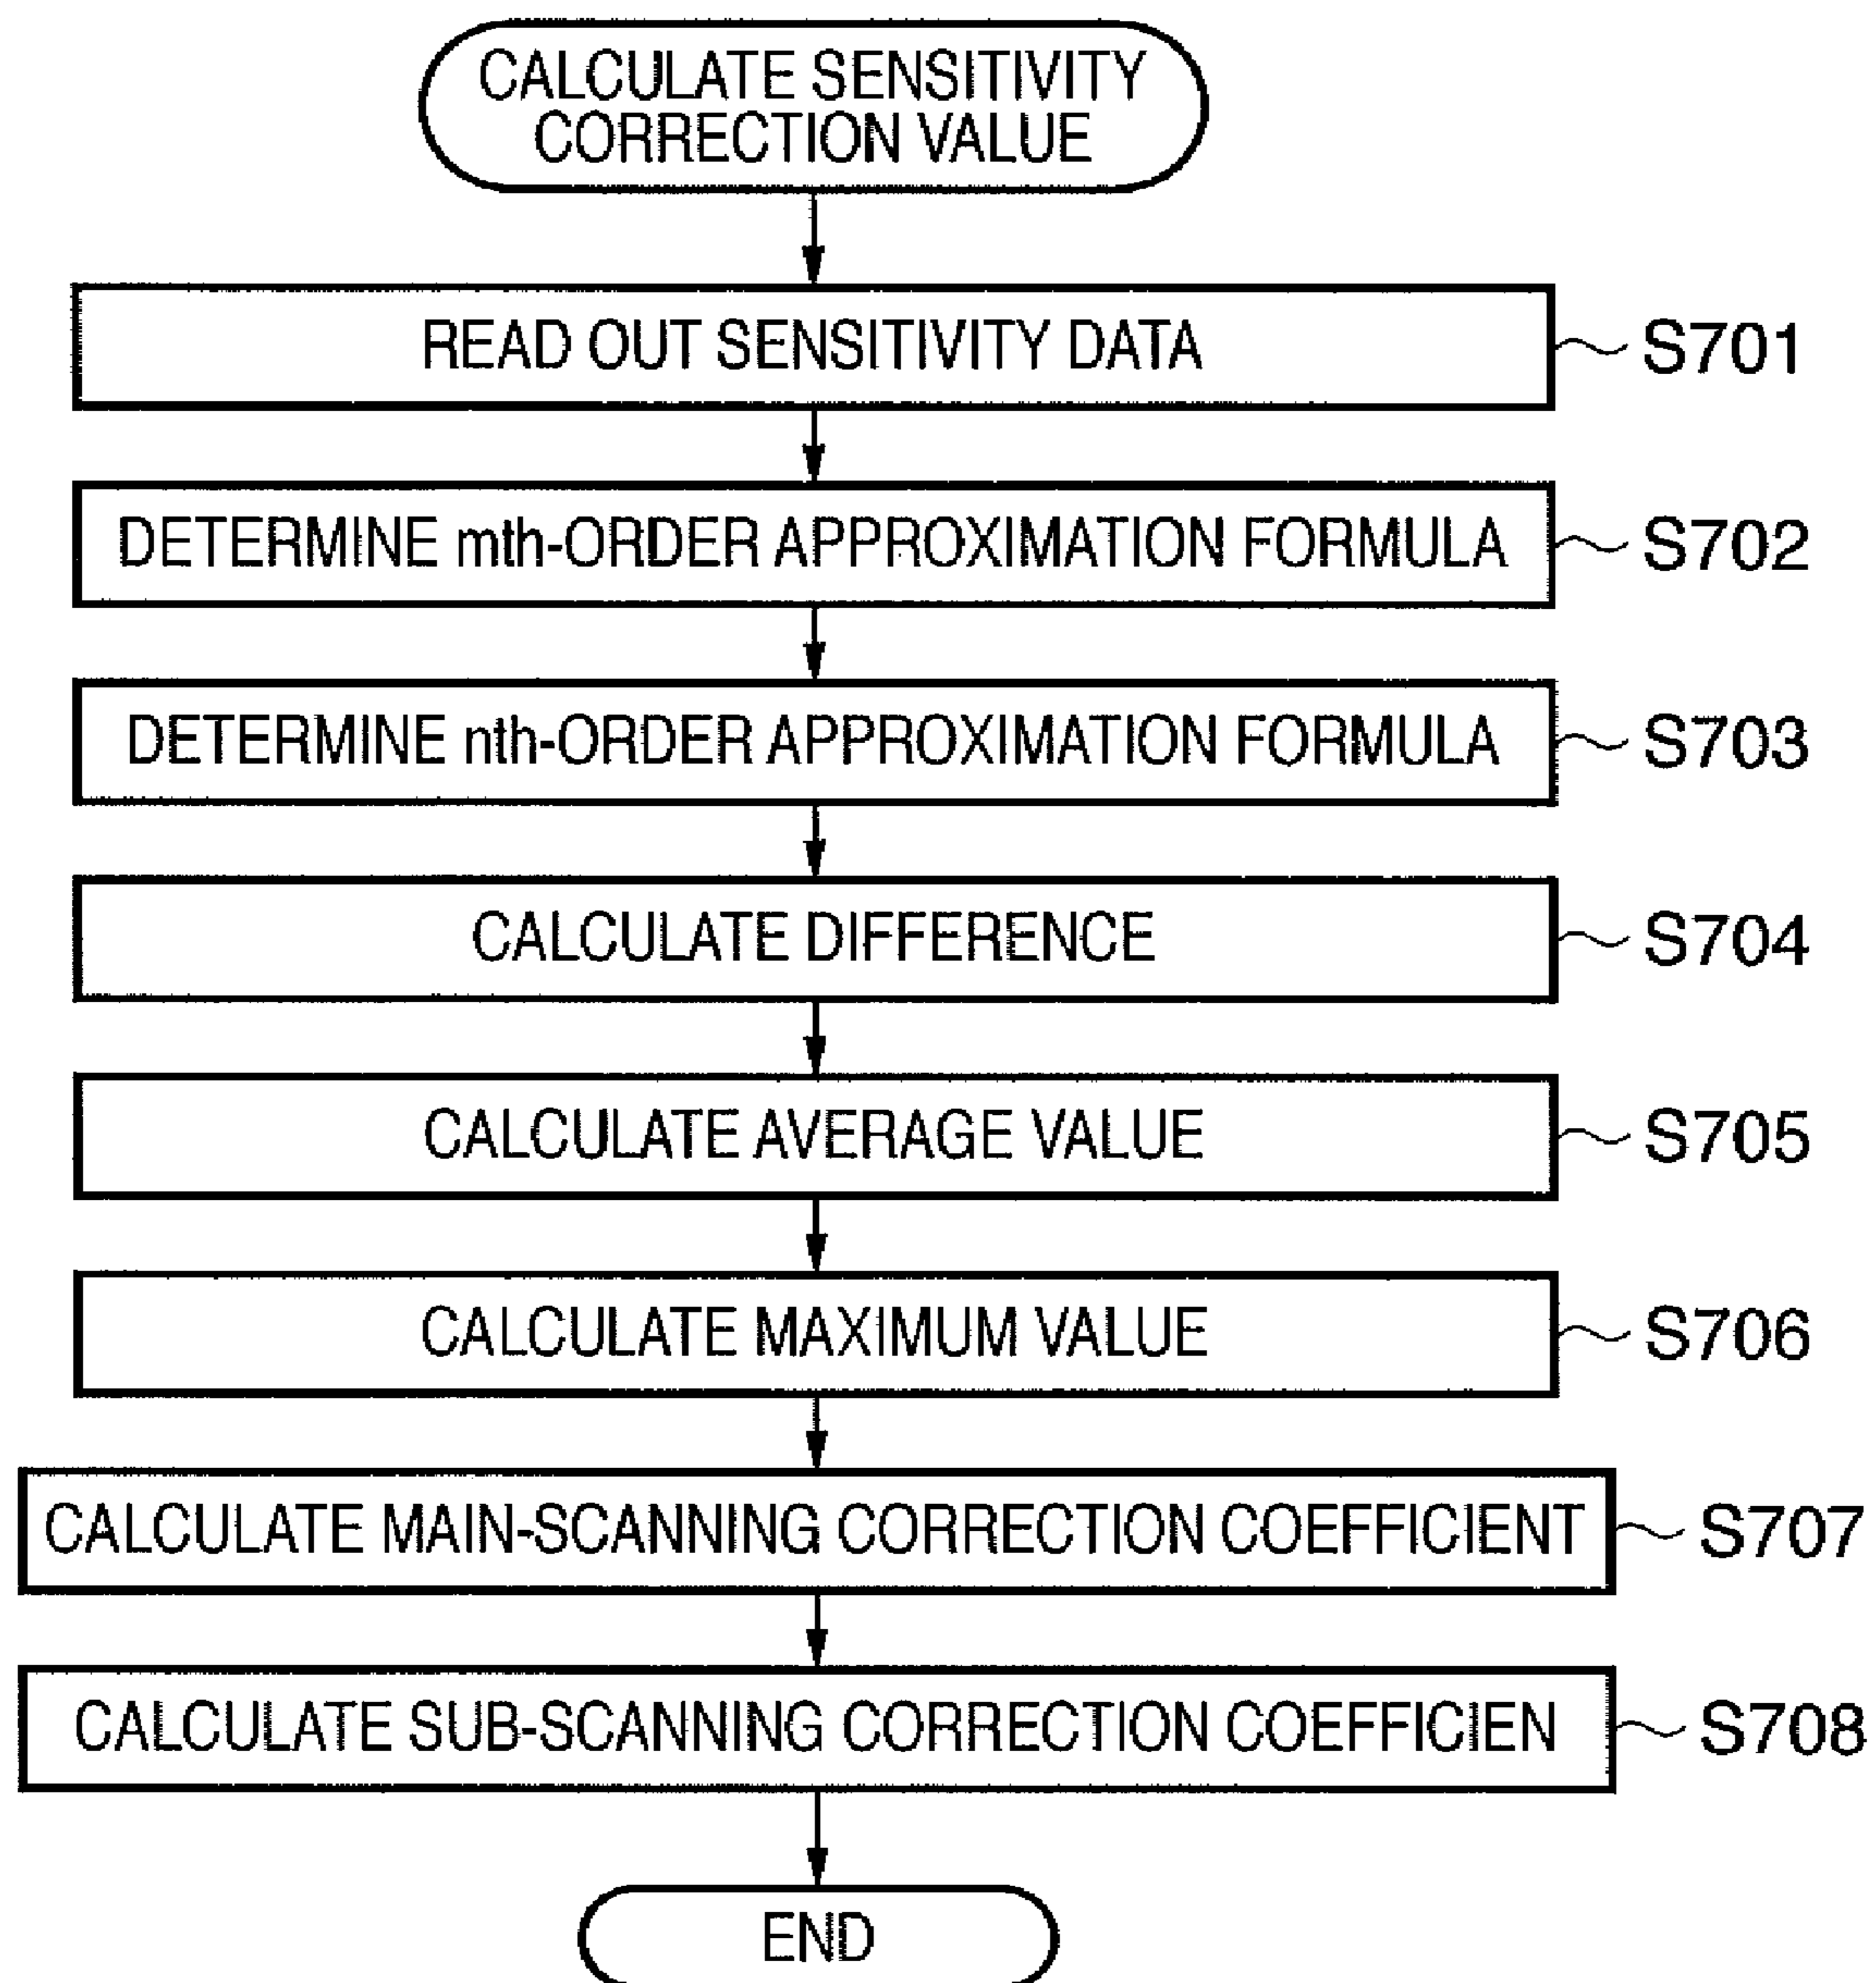 CALCULATE SENSITIVITY
CORRECTION VALUE
READ OUT SENSITIVITY DATA
S701
DETERMINE mth-ORDER APPROXIMATION FORMULA
S702
DETERMINE nth-ORDER APPROXIMATION FORMULA
S703
CALCULATE DIFFERENCE
S704
CALCULATE AVERAGE VALUE
S705
CALCULATE MAXIMUM VALUE
S706
CALCULATE MAIN-SCANNING CORRECTION COEFFICIENT
S707
CALCULATE SUB-SCANNING CORRECTION COEFFICIEN
S708
END